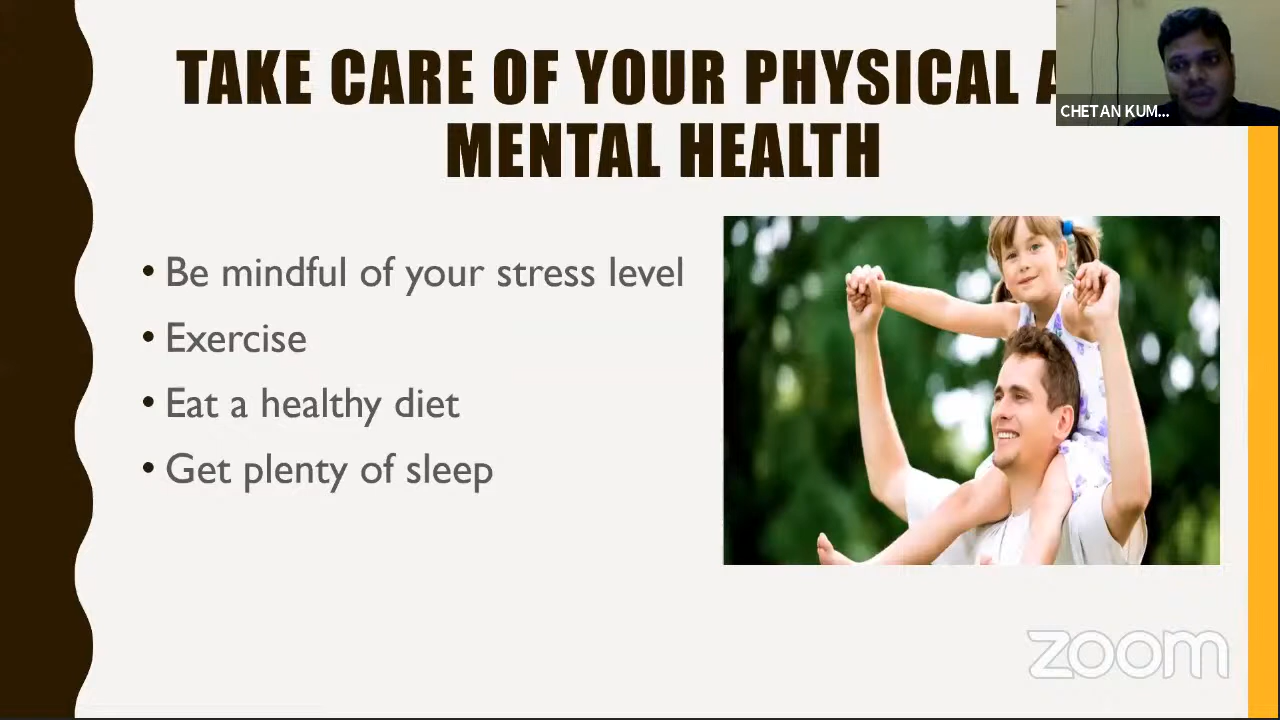 TAKE CARE OF YOUR PHYSICAL
MENTAL HEALTH
CHETAN KUM...
• Be mindful of your stress level
• Exercise
• Eat a healthy diet
• Get plenty of sleep
zoom